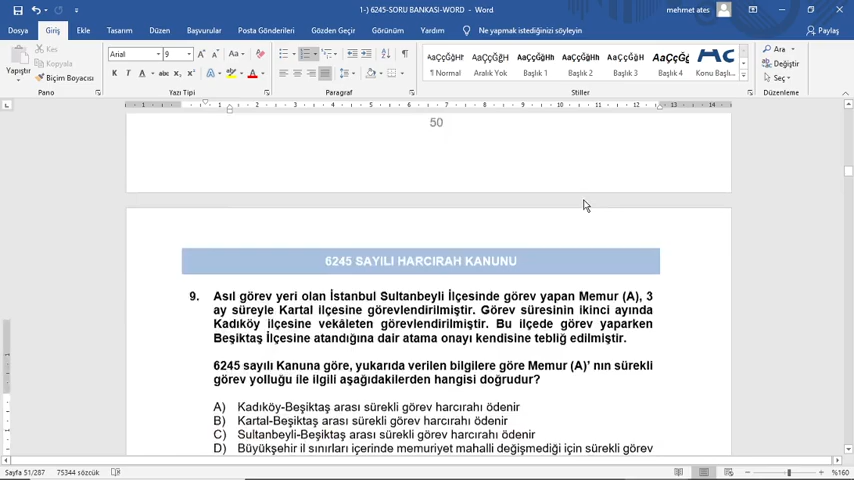 1-) 6245-SORU BANKASI-WORD - Word
mehmet ates
Dosya Giriş Ekle Tasarım Düzen Başvurular Posta Gönderileri Gözden Geçir Görünüm Yardım Ne yapmak istediğinizi söyleyin Paylaş
Kes
Kopyala
Biçim Boyacısı
Yapıştır
Arial 9
AaÇçĞğH AaÇçĞğH AaÇçĞğH AaÇçĞğH AaÇçĞğH AaÇçĞğ
¶ Normal Aralık Yok Başlık 1 Başlık 2 Başlık 3 Başlık 4 Konu Başlı...
Ara
Değiştir
Seç
Pano Yazı Tipi Paragraf Stiller Düzenleme
50
6245 SAYILI HARCIRAH KANUNU
9. Asıl görev yeri olan İstanbul Sultanbeyli İlçesinde görev yapan Memur (A), 3
ay süreyle Kartal ilçesine görevlendirilmiştir. Görev süresinin ikinci ayında
Kadıköy ilçesine vekâleten görevlendirilmiştir. Bu ilçede görev yaparken
Beşiktaş İlçesine atandığına dair atama onayı kendisine tebliğ edilmiştir.
6245 sayılı Kanuna göre, yukarıda verilen bilgilere göre Memur (A)' nın sürekli
görev yolluğu ile ilgili aşağıdakilerden hangisi doğrudur?
A) Kadıköy-Beşiktaş arası sürekli görev harcırahı ödenir
B) Kartal-Beşiktaş arası sürekli görev harcırahı ödenir
C) Sultanbeyli-Beşiktaş arası sürekli görev harcırahı ödenir
D) Büyükşehir il sınırları içerinde memuriyet mahalli değişmediği için sürekli görev
Sayfa 51/287 75344 sözcük %160